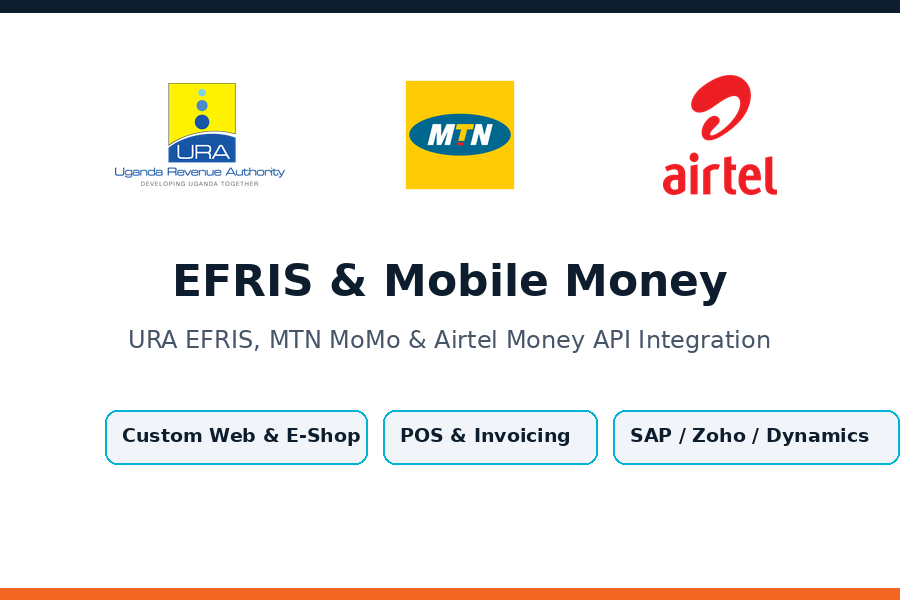 URA
Uganda Revenue Authority
DEVELOPING UGANDA TOGETHER
MTN
airtel
EFRIS & Mobile Money
URA EFRIS, MTN MoMo & Airtel Money API Integration
Custom Web & E-Shop
POS & Invoicing
SAP / Zoho / Dynamics